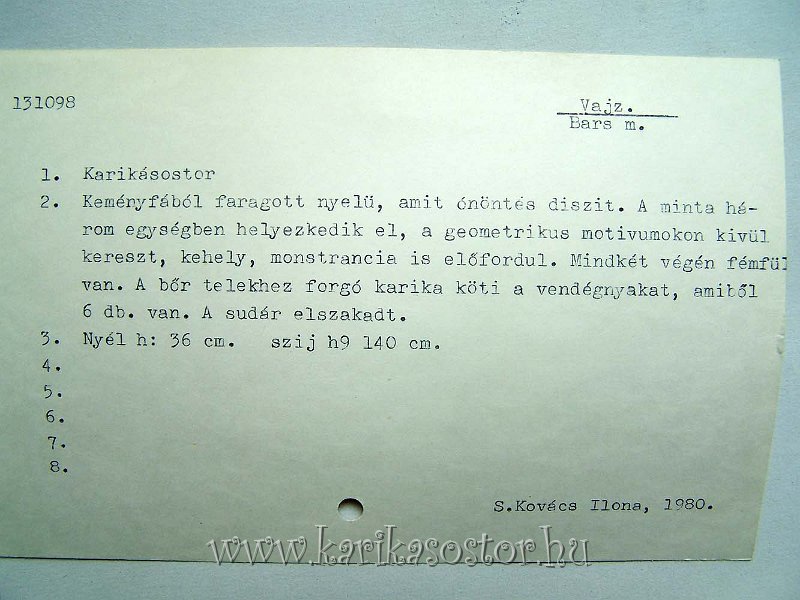 131098
Vajz.
Bars m.
1. Karikásostor
2. Keményfából faragott nyelű, amit ónöntés diszit. A minta há-
rom egységben helyezkedik el, a geometrikus motivumokon kivül
kereszt, kehely, monstrancia is előfordul. Mindkét végén fémfül
van. A bőr telekhez forgó karika köti a vendégnyakat, amiből
6 db. van. A sudár elszakadt.
3. Nyél h: 36 cm. szij h9 140 cm.
4.
5.
6.
7.
8.
S.Kovács Ilona, 1980.
www.karikasostor.hu